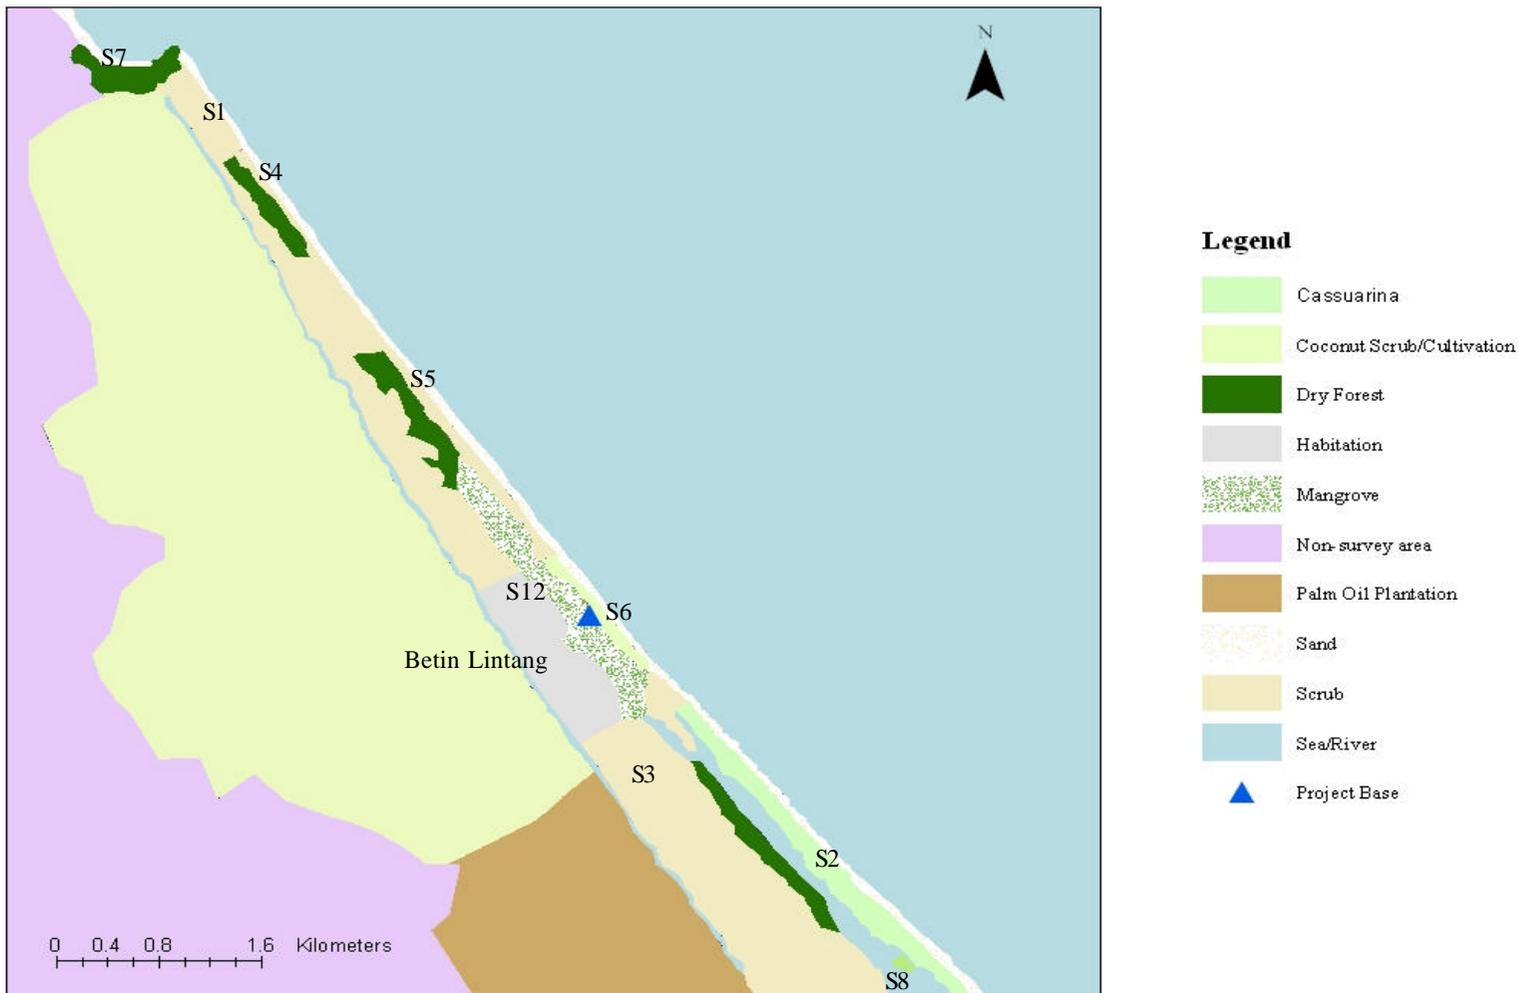 N
S7
S1
S4
S5
S12
S6
Betin Lintang
S3
S2
S8
0 0.4 0.8 1.6 Kilometers
Legend
Cassuarina
Coconut Scrub/Cultivation
Dry Forest
Habitation
Mangrove
Non-survey area
Palm Oil Plantation
Sand
Scrub
Sea/River
Project Base